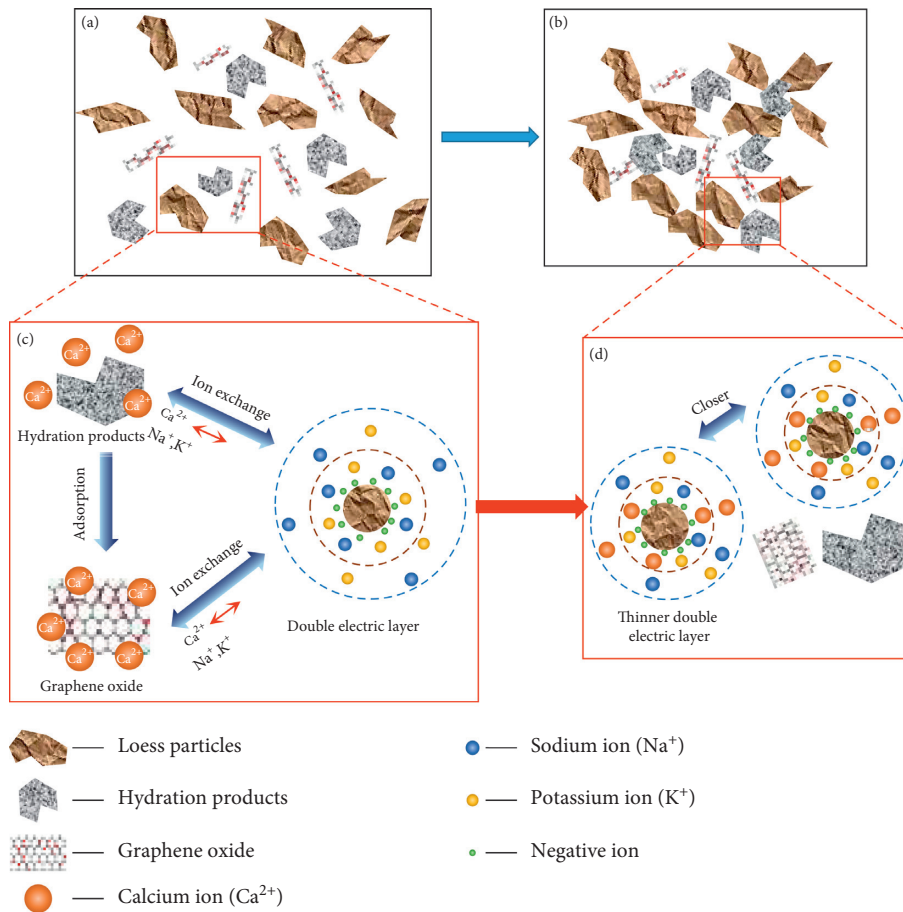 (a)
(b)
(c)
Ca²⁺
Ca²⁺
Ca²⁺
Ca²⁺
Hydration products
Ion exchange
Ca²⁺
Na⁺,K⁺
Adsorption
Ion exchange
Ca²⁺
Na⁺,K⁺
Ca²⁺
Ca²⁺
Ca²⁺
Ca²⁺
Ca²⁺
Graphene oxide
Double electric layer
(d)
Closer
Thinner double
electric layer
Loess particles
Hydration products
Graphene oxide
Calcium ion (Ca²⁺)
Sodium ion (Na⁺)
Potassium ion (K⁺)
Negative ion